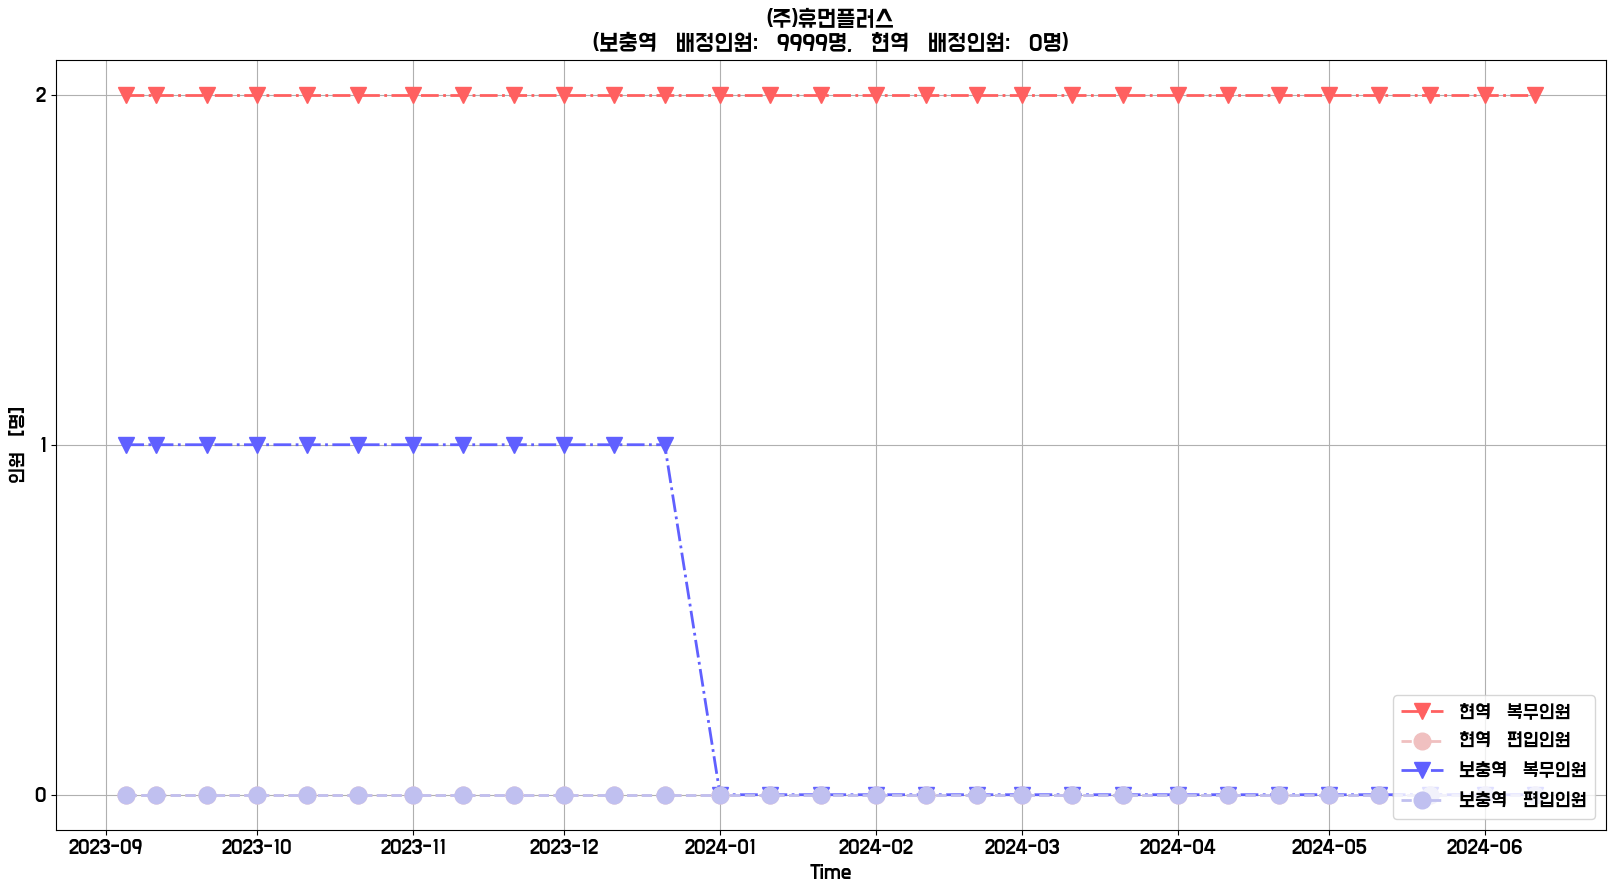 (주)휴먼플러스
(보충역 배정인원: 9999명, 현역 배정인원: 0명)
인원 [명]
2
1
0
현역 복무인원
현역 편입인원
보충역 복무인원
보충역 편입인원
2023-09 2023-10 2023-11 2023-12 2024-01 2024-02 2024-03 2024-04 2024-05 2024-06
Time